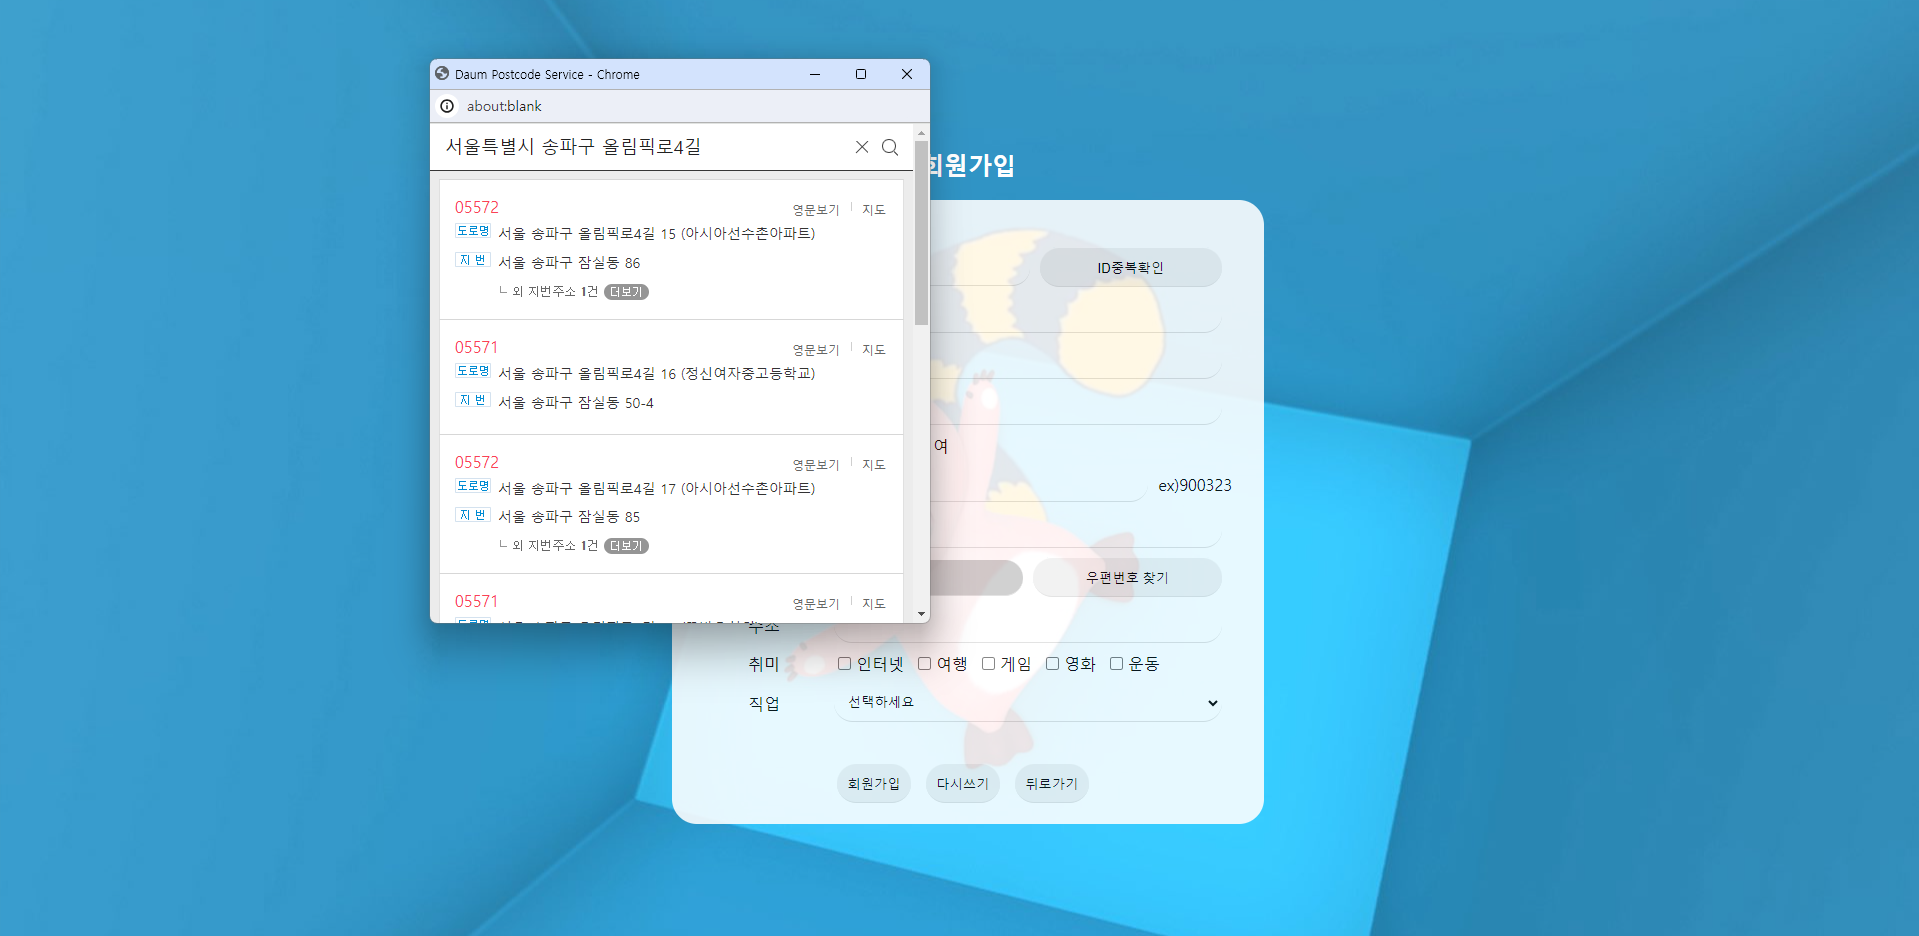 Daum Postcode Service - Chrome
about:blank
서울특별시 송파구 올림픽로4길
05572
영문보기 지도
도로명 서울 송파구 올림픽로4길 15 (아시아선수촌아파트)
지 번 서울 송파구 잠실동 86
ㄴ 외 지번주소 1건 더보기
05571
영문보기 지도
도로명 서울 송파구 올림픽로4길 16 (정신여자중고등학교)
지 번 서울 송파구 잠실동 50-4
05572
영문보기 지도
도로명 서울 송파구 올림픽로4길 17 (아시아선수촌아파트)
지 번 서울 송파구 잠실동 85
ㄴ 외 지번주소 1건 더보기
05571
영문보기 지도
회원가입
ID중복확인
여
ex)900323
우편번호 찾기
주소
취미 인터넷 여행 게임 영화 운동
직업 선택하세요
회원가입 다시쓰기 뒤로가기